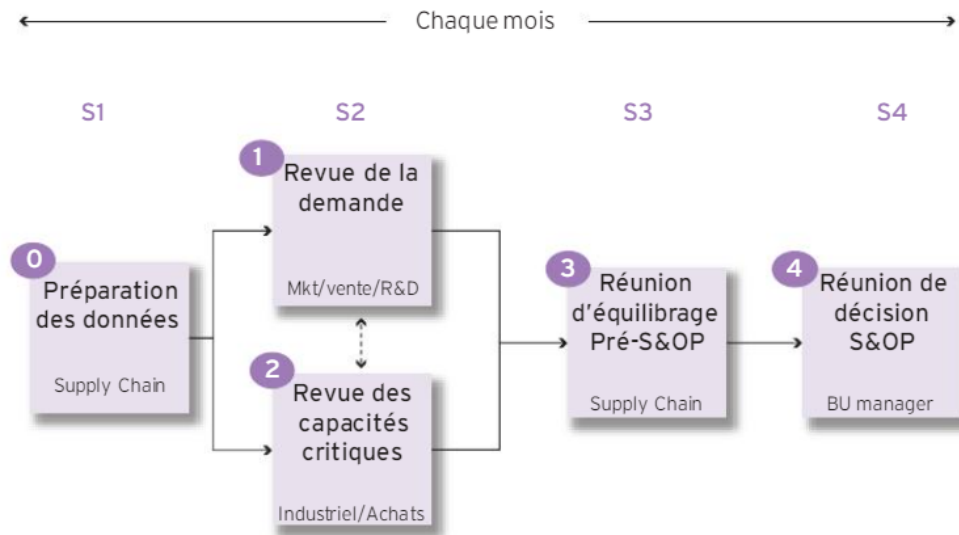 Chaque mois
S1
S2
S3
S4
0
Préparation
des données
Supply Chain
1
Revue de la
demande
Mkt/vente/R&D
2
Revue des
capacités
critiques
Industriel/Achats
3
Réunion
d'équilibrage
Pré-S&OP
Supply Chain
4
Réunion de
décision
S&OP
BU manager